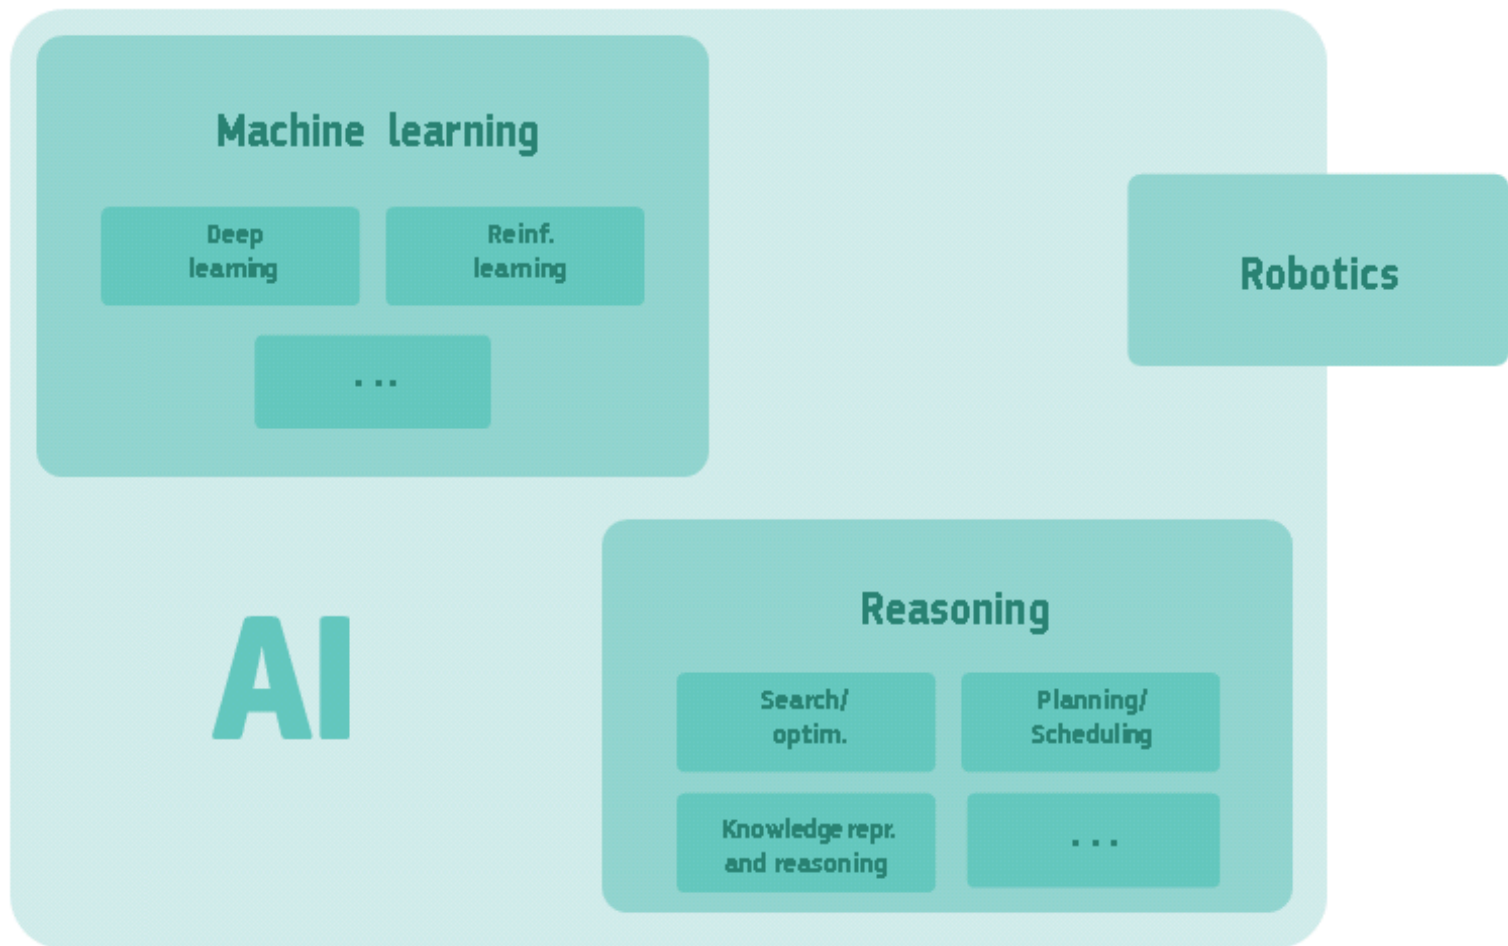 Machine learning
Deep
learning
Reinf.
learning
...
Robotics
AI
Reasoning
Search/
optim.
Planning/
Scheduling
Knowledge repr.
and reasoning
...